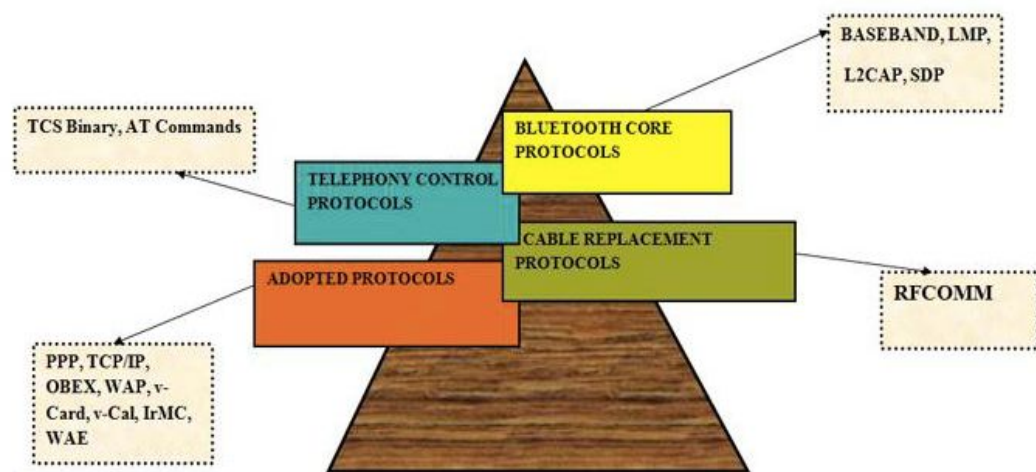 BASEBAND, LMP,
L2CAP, SDP
TCS Binary, AT Commands
BLUETOOTH CORE
PROTOCOLS
TELEPHONY CONTROL
PROTOCOLS
CABLE REPLACEMENT
PROTOCOLS
ADOPTED PROTOCOLS
RFCOMM
PPP, TCP/IP,
OBEX, WAP, v-
Card, v-Cal, IrMC,
WAE